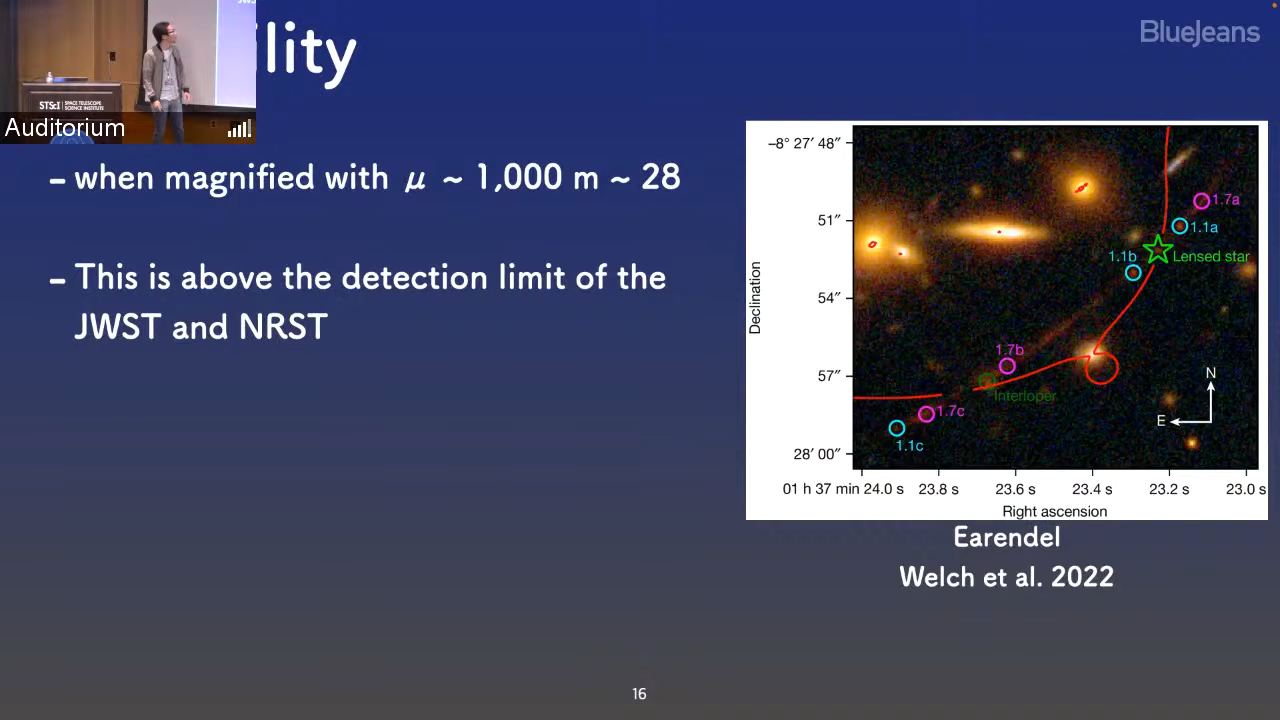 ility
BlueJeans
STScI | SPACE TELESCOPE
SCIENCE INSTITUTE
Auditorium
– when magnified with μ ~ 1,000 m ~ 28
– This is above the detection limit of the
JWST and NRST
–8° 27′ 48″
51″
54″
57″
28′ 00″
Declination
1.7a
1.1a
1.1b
Lensed star
1.7b
Interloper
1.7c
1.1c
N
E
01 h 37 min 24.0 s 23.8 s 23.6 s 23.4 s 23.2 s 23.0 s
Right ascension
Earendel
Welch et al. 2022
16